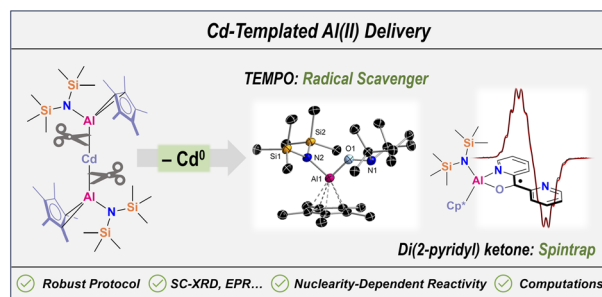 Cd-Templated Al(II) Delivery
Si
Si
N
Al
Cd
Al
N
Si
Si
– Cd⁰
TEMPO: Radical Scavenger
Si1
Si2
N2
O1
N1
Al1
Si
Si
N
Al
N
O
N
Cp*
Di(2-pyridyl) ketone: Spintrap
Robust Protocol
SC-XRD, EPR...
Nuclearity-Dependent Reactivity
Computations